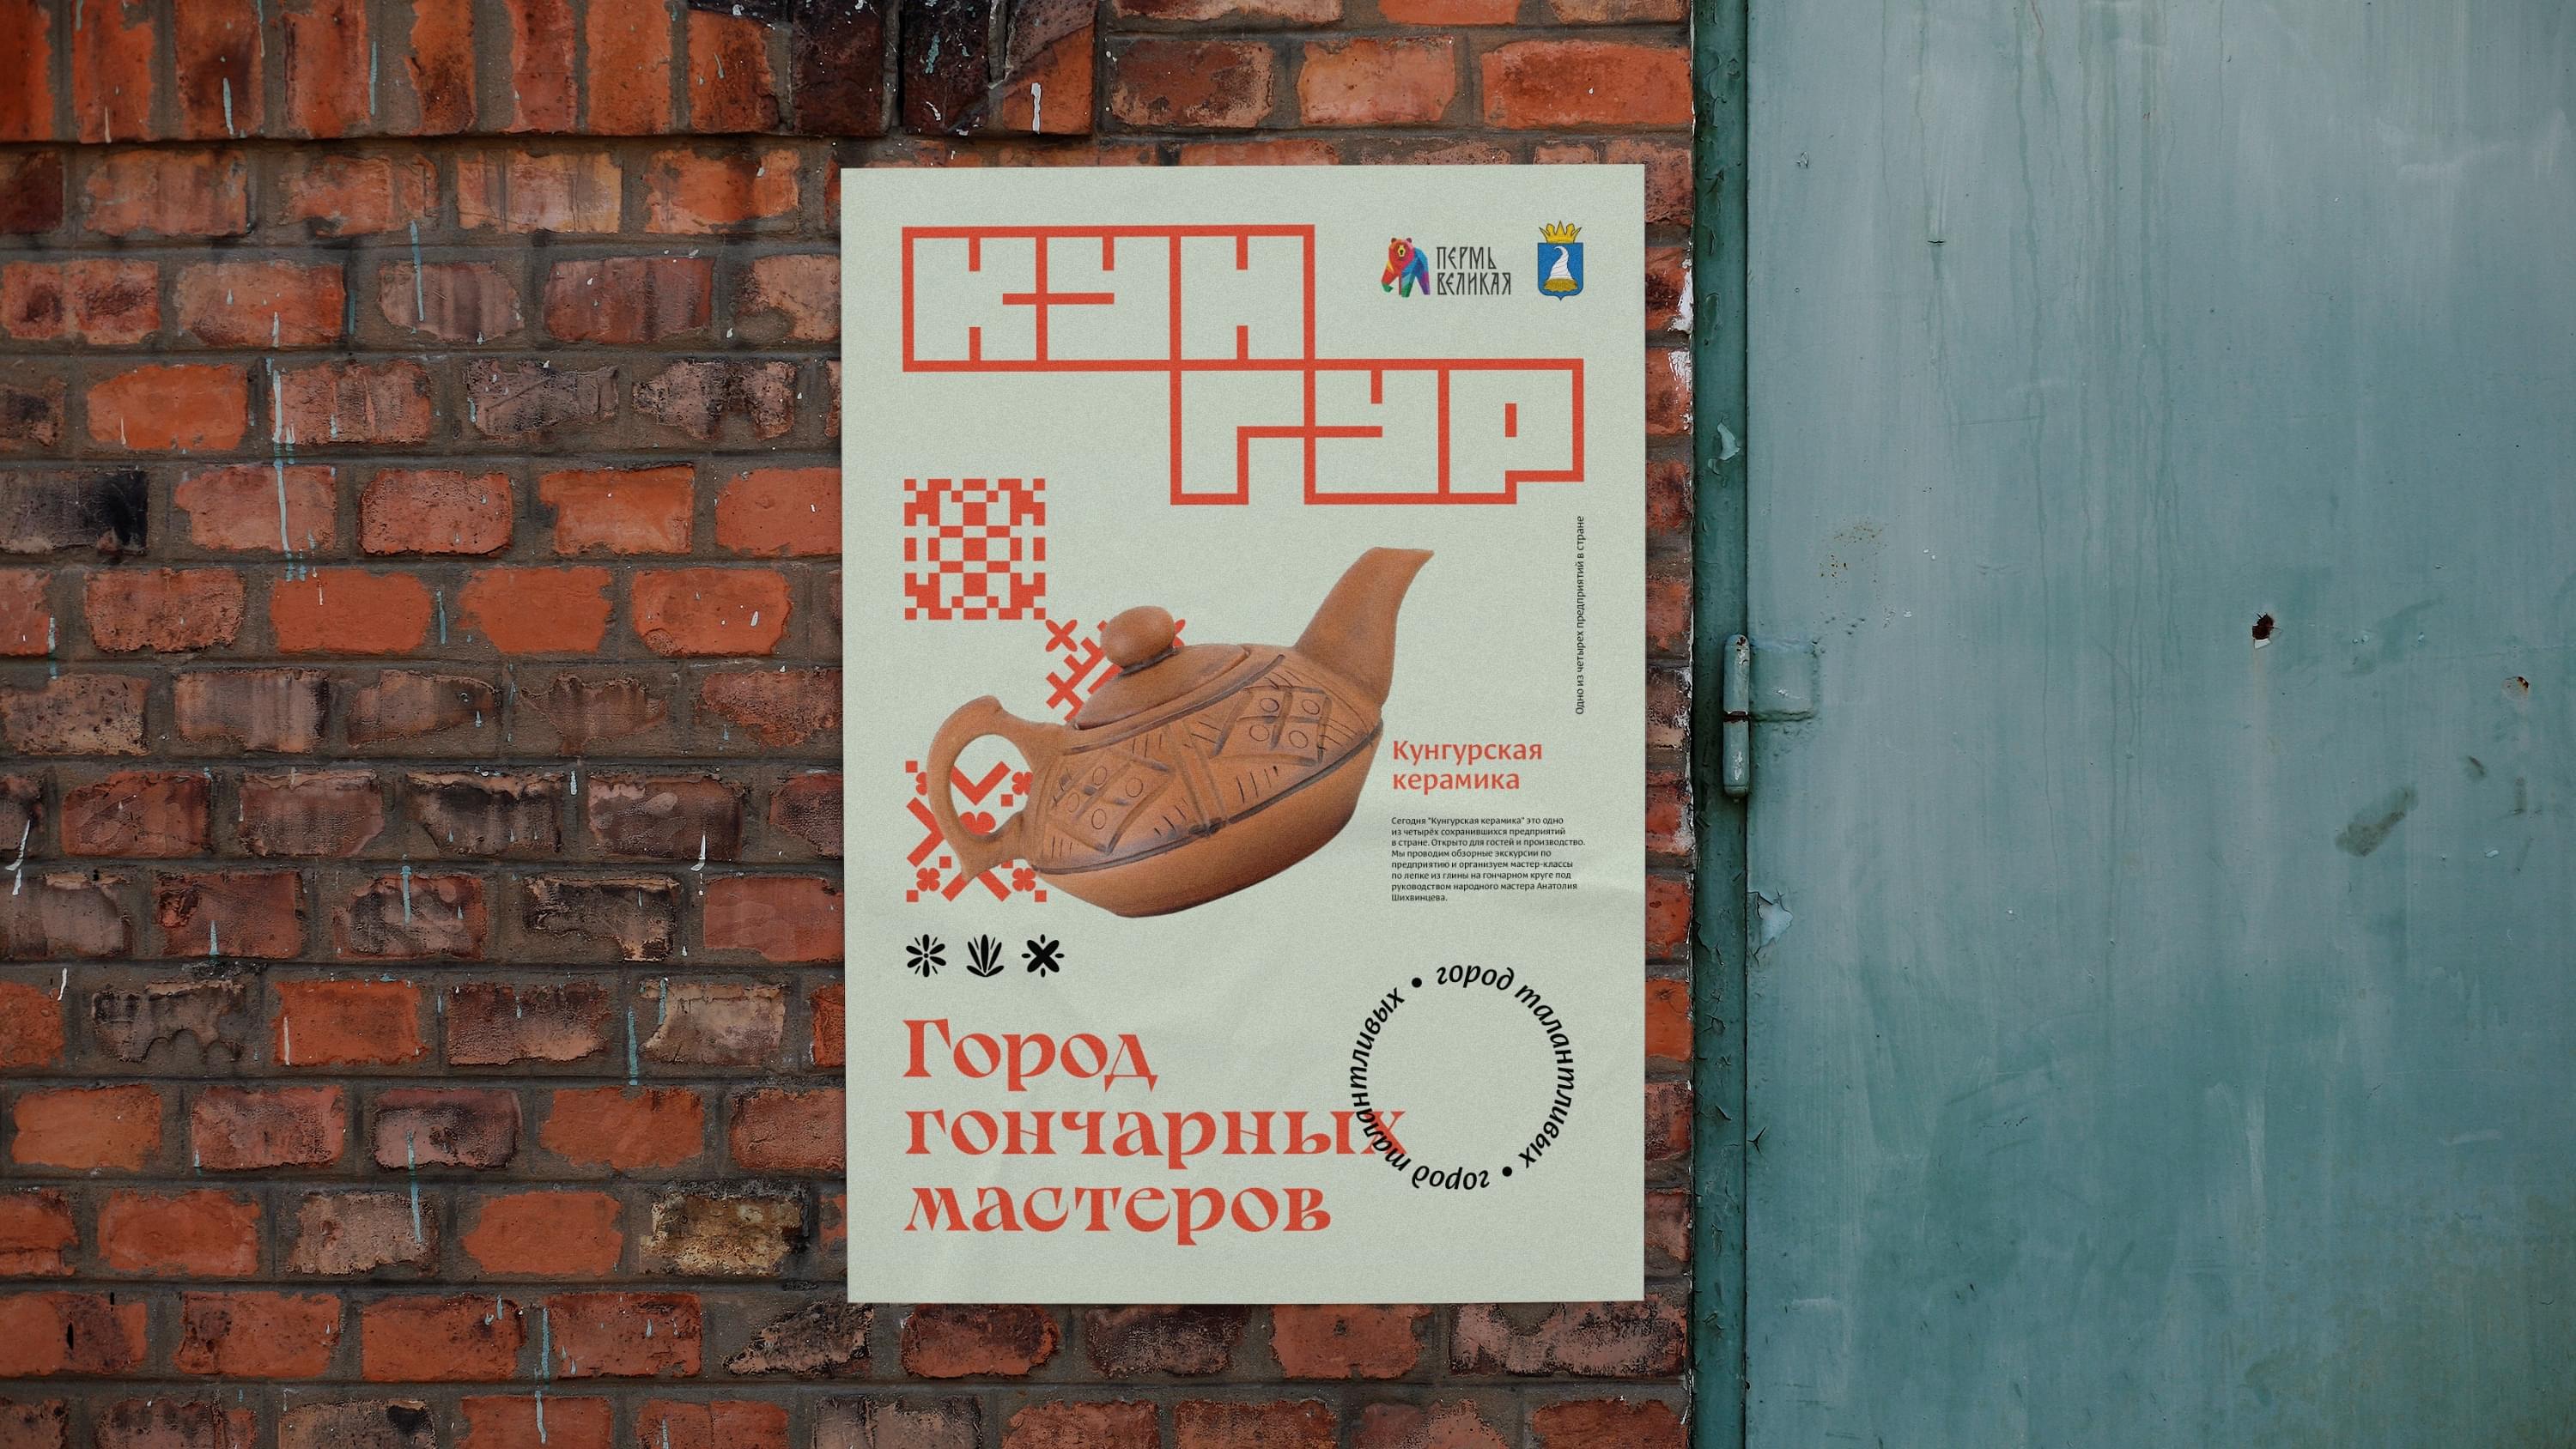 КУН
ГУР
ПЕРМЬ
ВЕЛИКАЯ
Одно из четырех предприятий в стране
Кунгурская
керамика
Сегодня "Кунгурская керамика" это одно
из четырёх сохранившихся предприятий
в стране. Открыто для гостей и производство.
Мы проводим обзорные экскурсии по
предприятию и организуем мастер-классы
по лепке из глины на гончарном круге под
руководством народного мастера Анатолия
Шихвинцева.
город талантливых • город талантливых •
Город
гончарных
мастеров